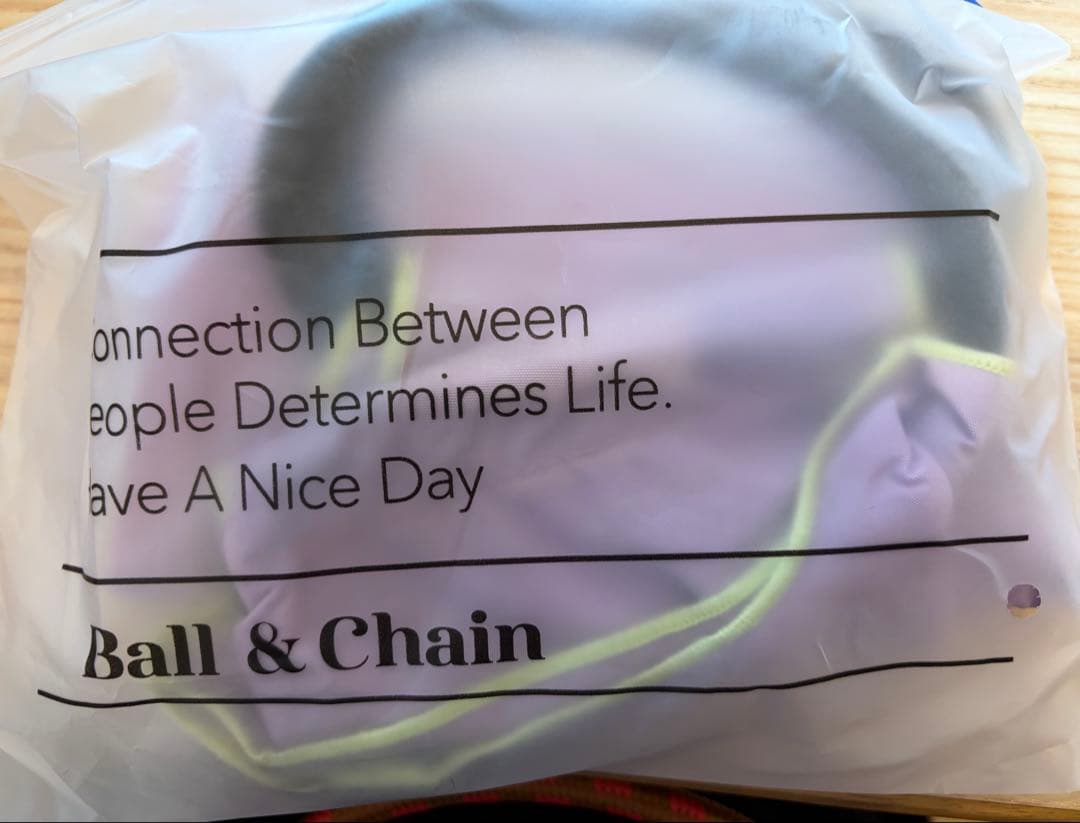 onnection Between
eople Determines Life.
ave A Nice Day
Ball & Chain